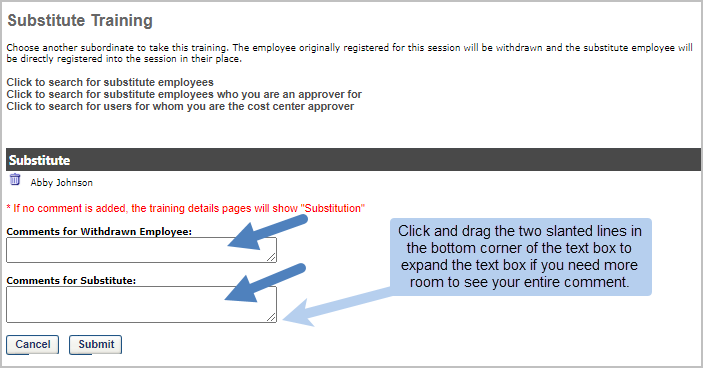 Substitute Training
Choose another subordinate to take this training. The employee originally registered for this session will be withdrawn and the substitute employee will
be directly registered into the session in their place.
Click to search for substitute employees
Click to search for substitute employees who you are an approver for
Click to search for users for whom you are the cost center approver
Substitute
Abby Johnson
* If no comment is added, the training details pages will show "Substitution"
Comments for Withdrawn Employee:
Click and drag the two slanted lines in
the bottom corner of the text box to
expand the text box if you need more
room to see your entire comment.
Comments for Substitute:
Cancel Submit